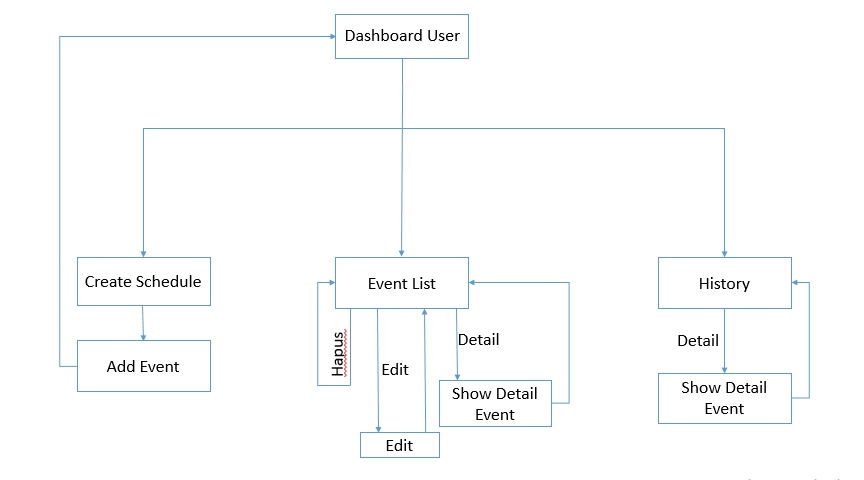 Dashboard User
Create Schedule
Event List
History
Hapus
Detail
Detail
Add Event
Edit
Show Detail
Event
Show Detail
Event
Edit